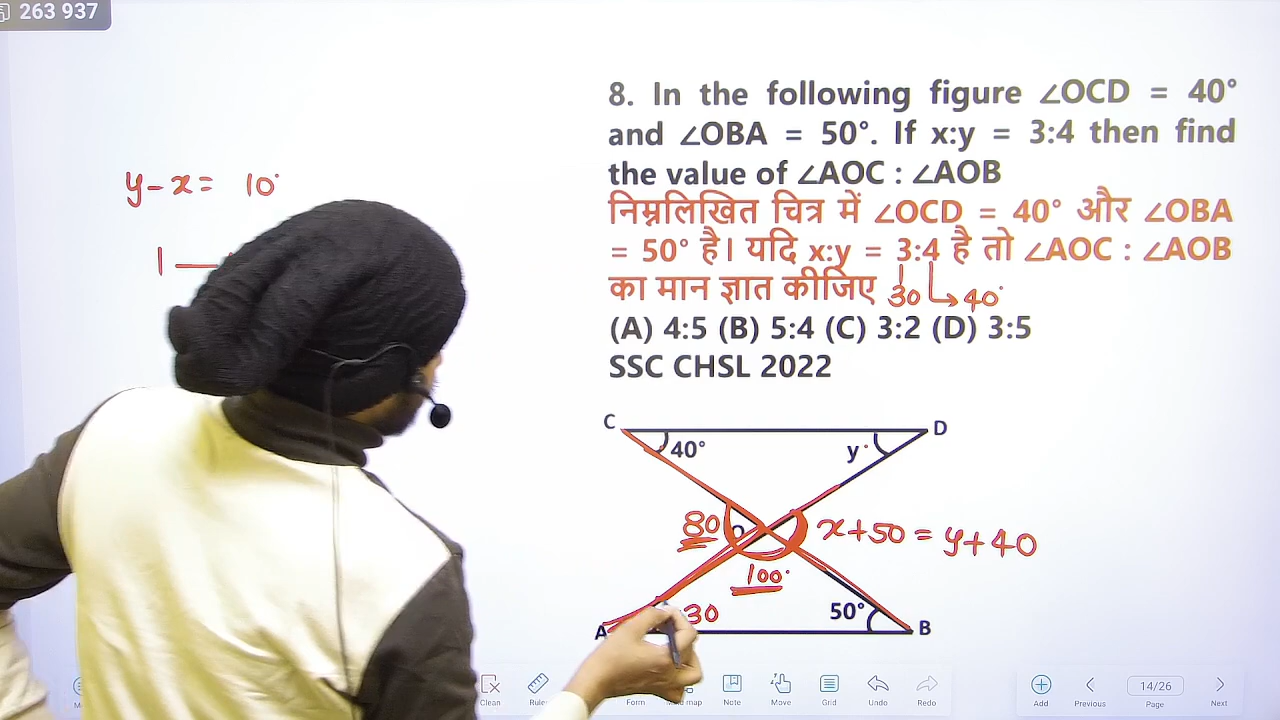 263 937
8. In the following figure ∠OCD = 40°
and ∠OBA = 50°. If x:y = 3:4 then find
the value of ∠AOC : ∠AOB
निम्नलिखित चित्र में ∠OCD = 40° और ∠OBA
= 50° है। यदि x:y = 3:4 है तो ∠AOC : ∠AOB
का मान ज्ञात कीजिए
30 40°
(A) 4:5 (B) 5:4 (C) 3:2 (D) 3:5
SSC CHSL 2022
y-x= 10°
1
C D
40° y°
80 O x+50 = y+40
100°
30 50°
A B
Clean Ruler Form map Note Move Grid Undo Redo Add Previous 14/26 Page Next